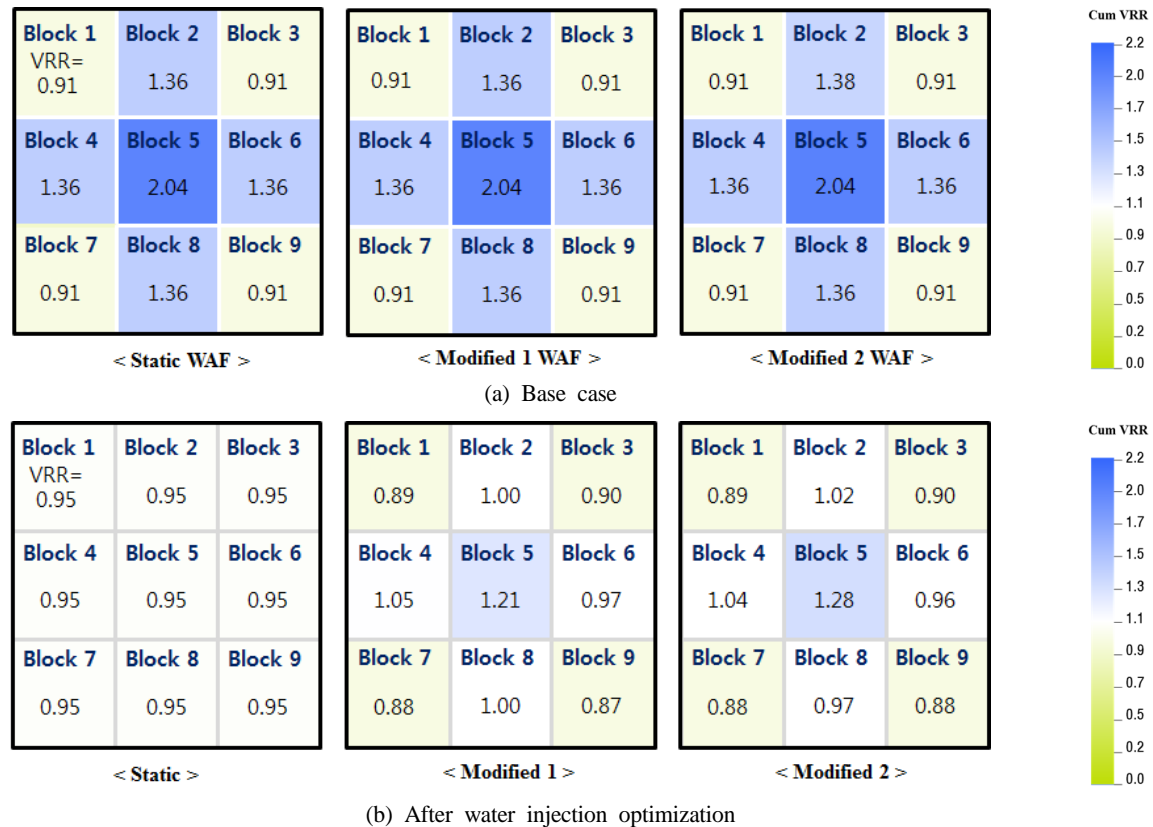 Block 1 Block 2 Block 3
VRR=
0.91 1.36 0.91
Block 4 Block 5 Block 6
1.36 2.04 1.36
Block 7 Block 8 Block 9
0.91 1.36 0.91
< Static WAF >
Block 1 Block 2 Block 3
0.91 1.36 0.91
Block 4 Block 5 Block 6
1.36 2.04 1.36
Block 7 Block 8 Block 9
0.91 1.36 0.91
< Modified 1 WAF >
Block 1 Block 2 Block 3
0.91 1.38 0.91
Block 4 Block 5 Block 6
1.36 2.04 1.36
Block 7 Block 8 Block 9
0.91 1.36 0.91
< Modified 2 WAF >
Cum VRR
2.2
2.0
1.7
1.5
1.3
1.1
0.9
0.7
0.5
0.2
0.0
(a) Base case
Block 1 Block 2 Block 3
VRR=
0.95 0.95 0.95
Block 4 Block 5 Block 6
0.95 0.95 0.95
Block 7 Block 8 Block 9
0.95 0.95 0.95
< Static >
Block 1 Block 2 Block 3
0.89 1.00 0.90
Block 4 Block 5 Block 6
1.05 1.21 0.97
Block 7 Block 8 Block 9
0.88 1.00 0.87
< Modified 1 >
Block 1 Block 2 Block 3
0.89 1.02 0.90
Block 4 Block 5 Block 6
1.04 1.28 0.96
Block 7 Block 8 Block 9
0.88 0.97 0.88
< Modified 2 >
Cum VRR
2.2
2.0
1.7
1.5
1.3
1.1
0.9
0.7
0.5
0.2
0.0
(b) After water injection optimization